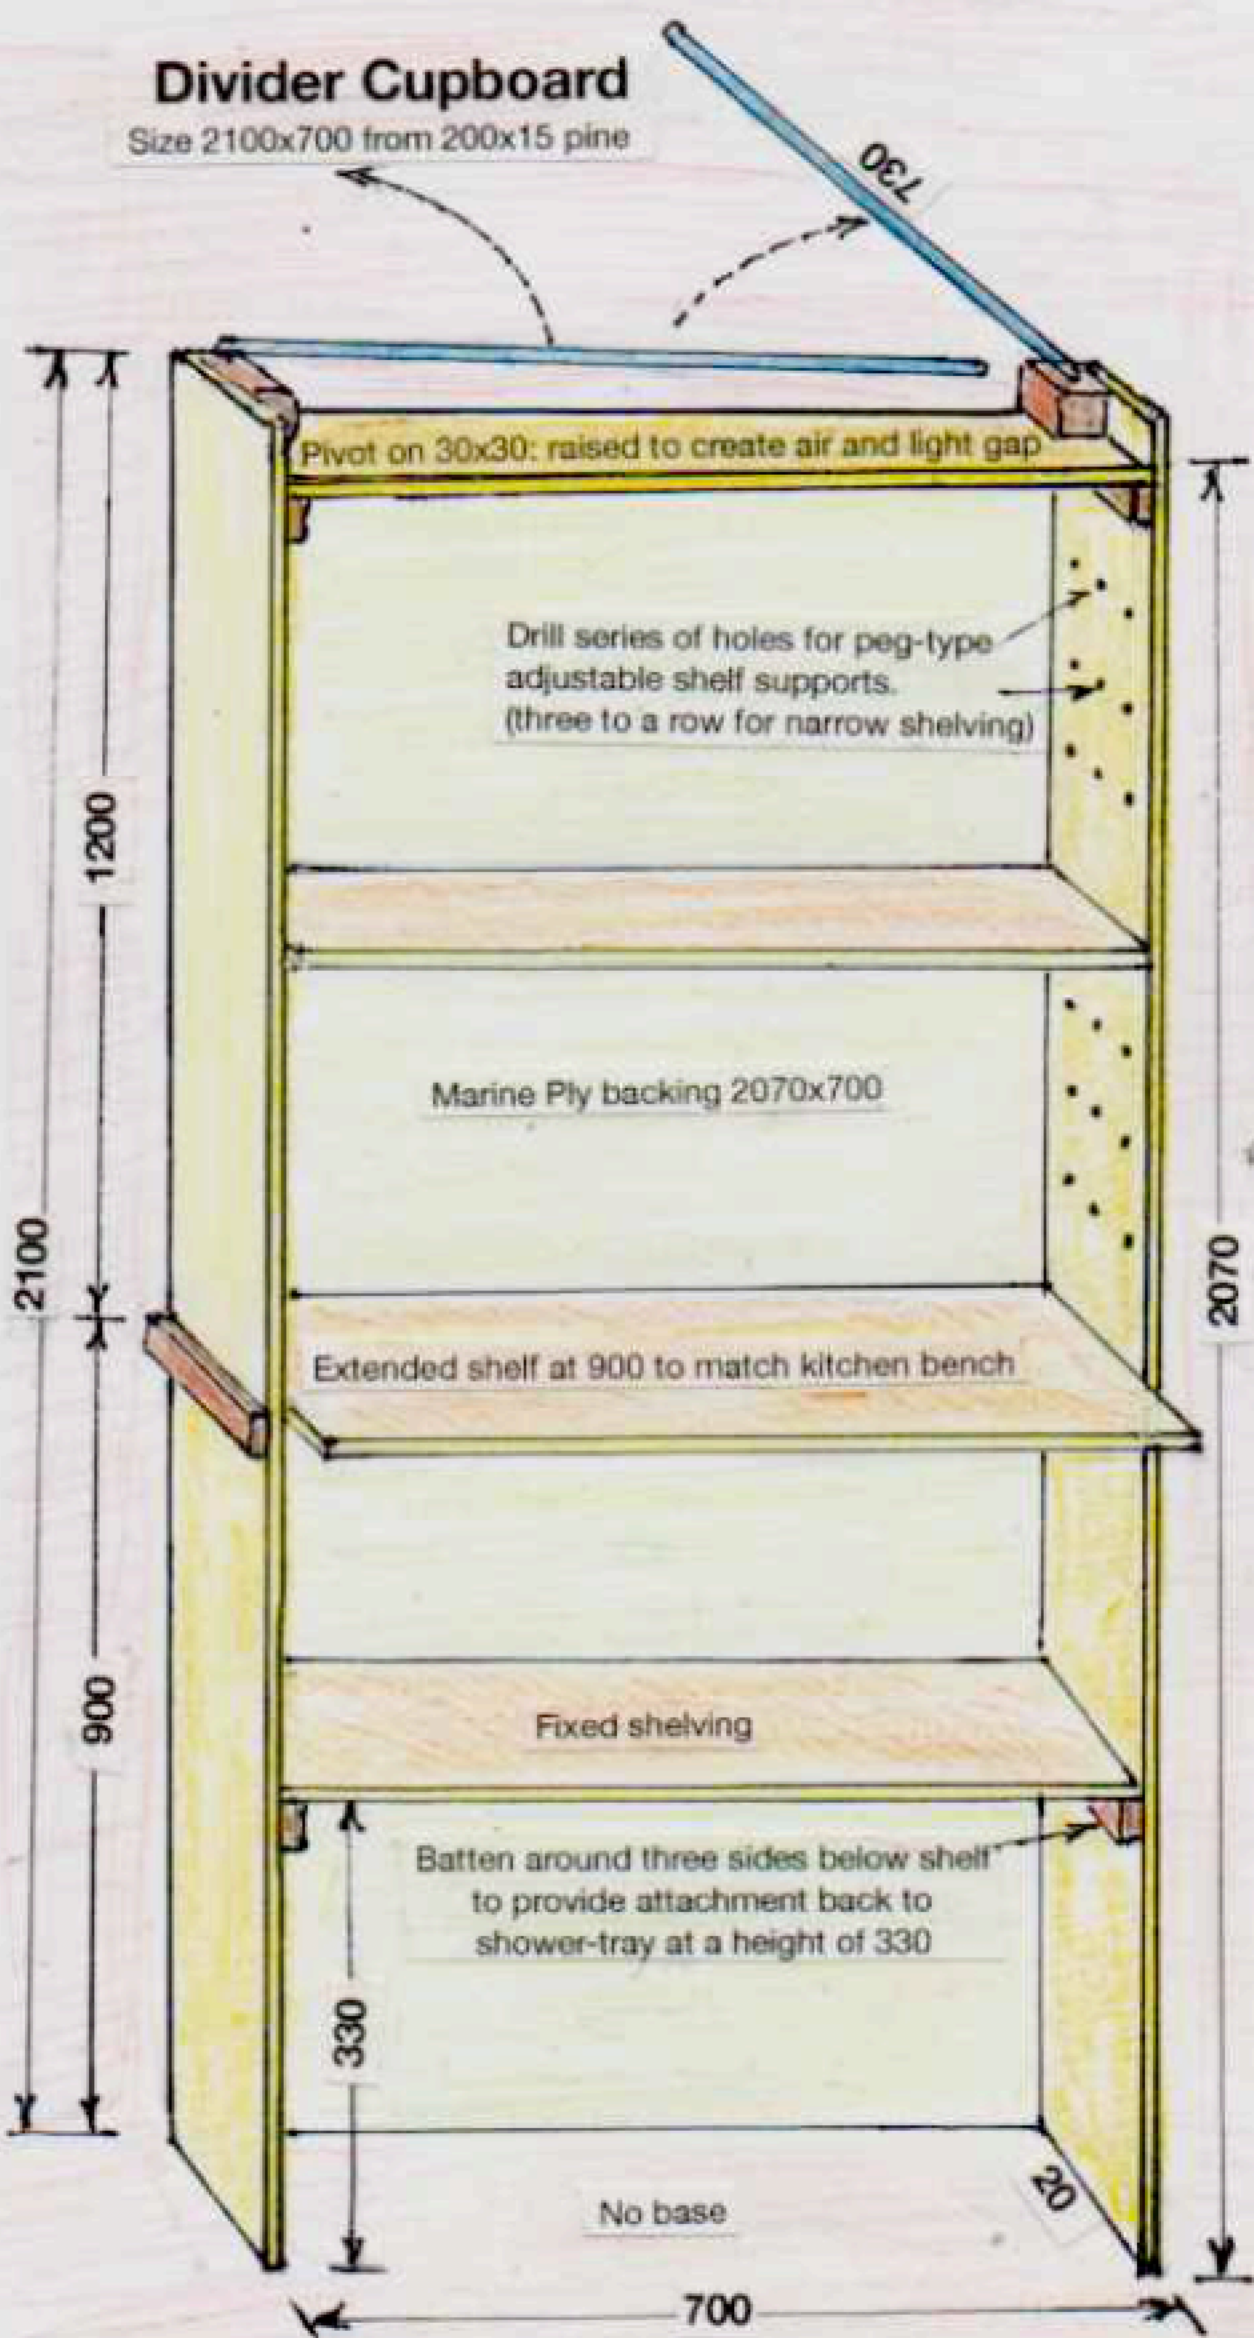 Divider Cupboard
Size 2100x700 from 200x15 pine
730
Pivot on 30x30: raised to create air and light gap
Drill series of holes for peg-type
adjustable shelf supports.
(three to a row for narrow shelving)
1200
Marine Ply backing 2070x700
2100
2070
Extended shelf at 900 to match kitchen bench
900
Fixed shelving
Batten around three sides below shelf
to provide attachment back to
shower-tray at a height of 330
330
20
No base
700